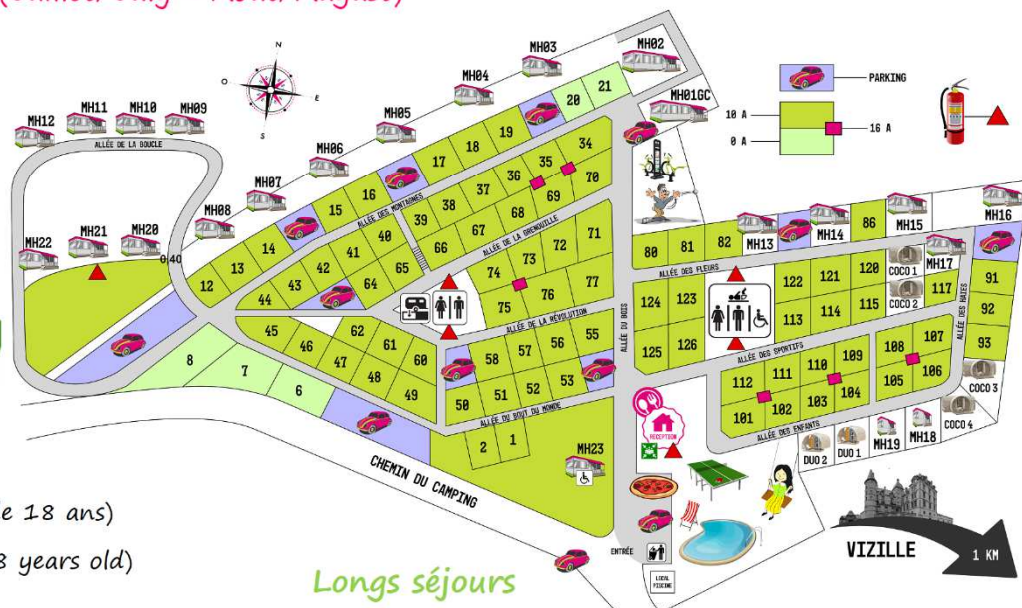 (Juillet/ July - Août/ August)
N
O
E
S
MH12
MH11
MH10
MH09
ALLÉE DE LA BOUCLE
MH22
MH21
MH20
0.40
MH08
MH07
MH06
MH05
MH04
MH03
MH02
MH01GC
PARKING
10 A
16 A
0 A
12
13
14
15
16
17
18
19
20
21
ALLÉE DES MONTAGNES
44
43
42
41
40
39
38
37
36
35
34
64
65
66
67
68
69
70
ALLÉE DE LA GRENOUILLE
74
73
72
71
75
76
77
ALLÉE DE LA RÉVOLUTION
45
46
47
48
49
62
61
60
58
57
56
55
50
51
52
53
ALLÉE DU BOUT DU MONDE
8
7
6
2
1
MH23
CHEMIN DU CAMPING
ALLÉE DU BOIS
80
81
82
MH13
MH14
86
MH15
MH16
ALLÉE DES FLEURS
124
123
125
126
122
121
120
113
114
115
COCO 1
COCO 2
MH17
117
ALLÉE DES HAIES
91
92
93
COCO 3
COCO 4
ALLÉE DES SPORTIFS
112
111
110
109
108
107
101
102
103
104
105
106
ALLÉE DES ENFANTS
DUO 2
DUO 1
MH19
MH18
RECEPTION
ENTRÉE
LOCAL
PISCINE
VIZILLE
1 KM
e 18 ans)
8 years old)
Longs séjours